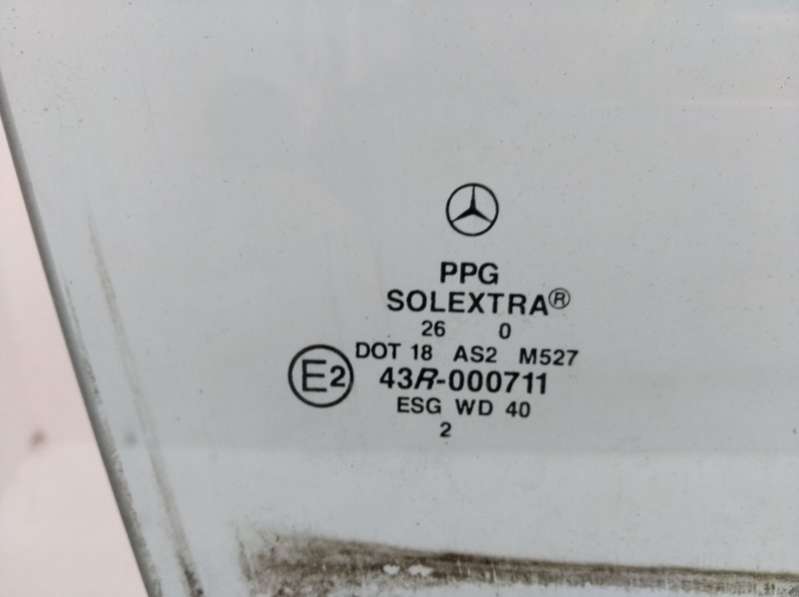 PPG
SOLEXTRA®
26 0
DOT 18 AS2 M527
E2 43R-000711
ESG WD 40
2